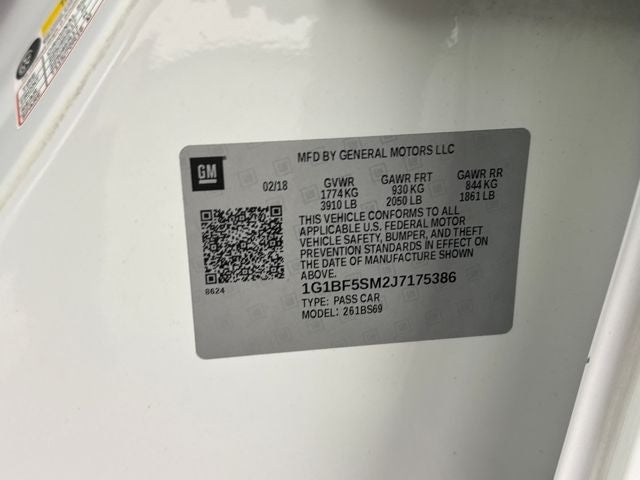 GM
MFD BY GENERAL MOTORS LLC
02/18 GVWR GAWR FRT GAWR RR
1774 KG 930 KG 844 KG
3910 LB 2050 LB 1861 LB
THIS VEHICLE CONFORMS TO ALL
APPLICABLE U.S. FEDERAL MOTOR
VEHICLE SAFETY, BUMPER, AND THEFT
PREVENTION STANDARDS IN EFFECT ON
THE DATE OF MANUFACTURE SHOWN
ABOVE.
8624
1G1BF5SM2J7175386
TYPE: PASS CAR
MODEL: 261BS69